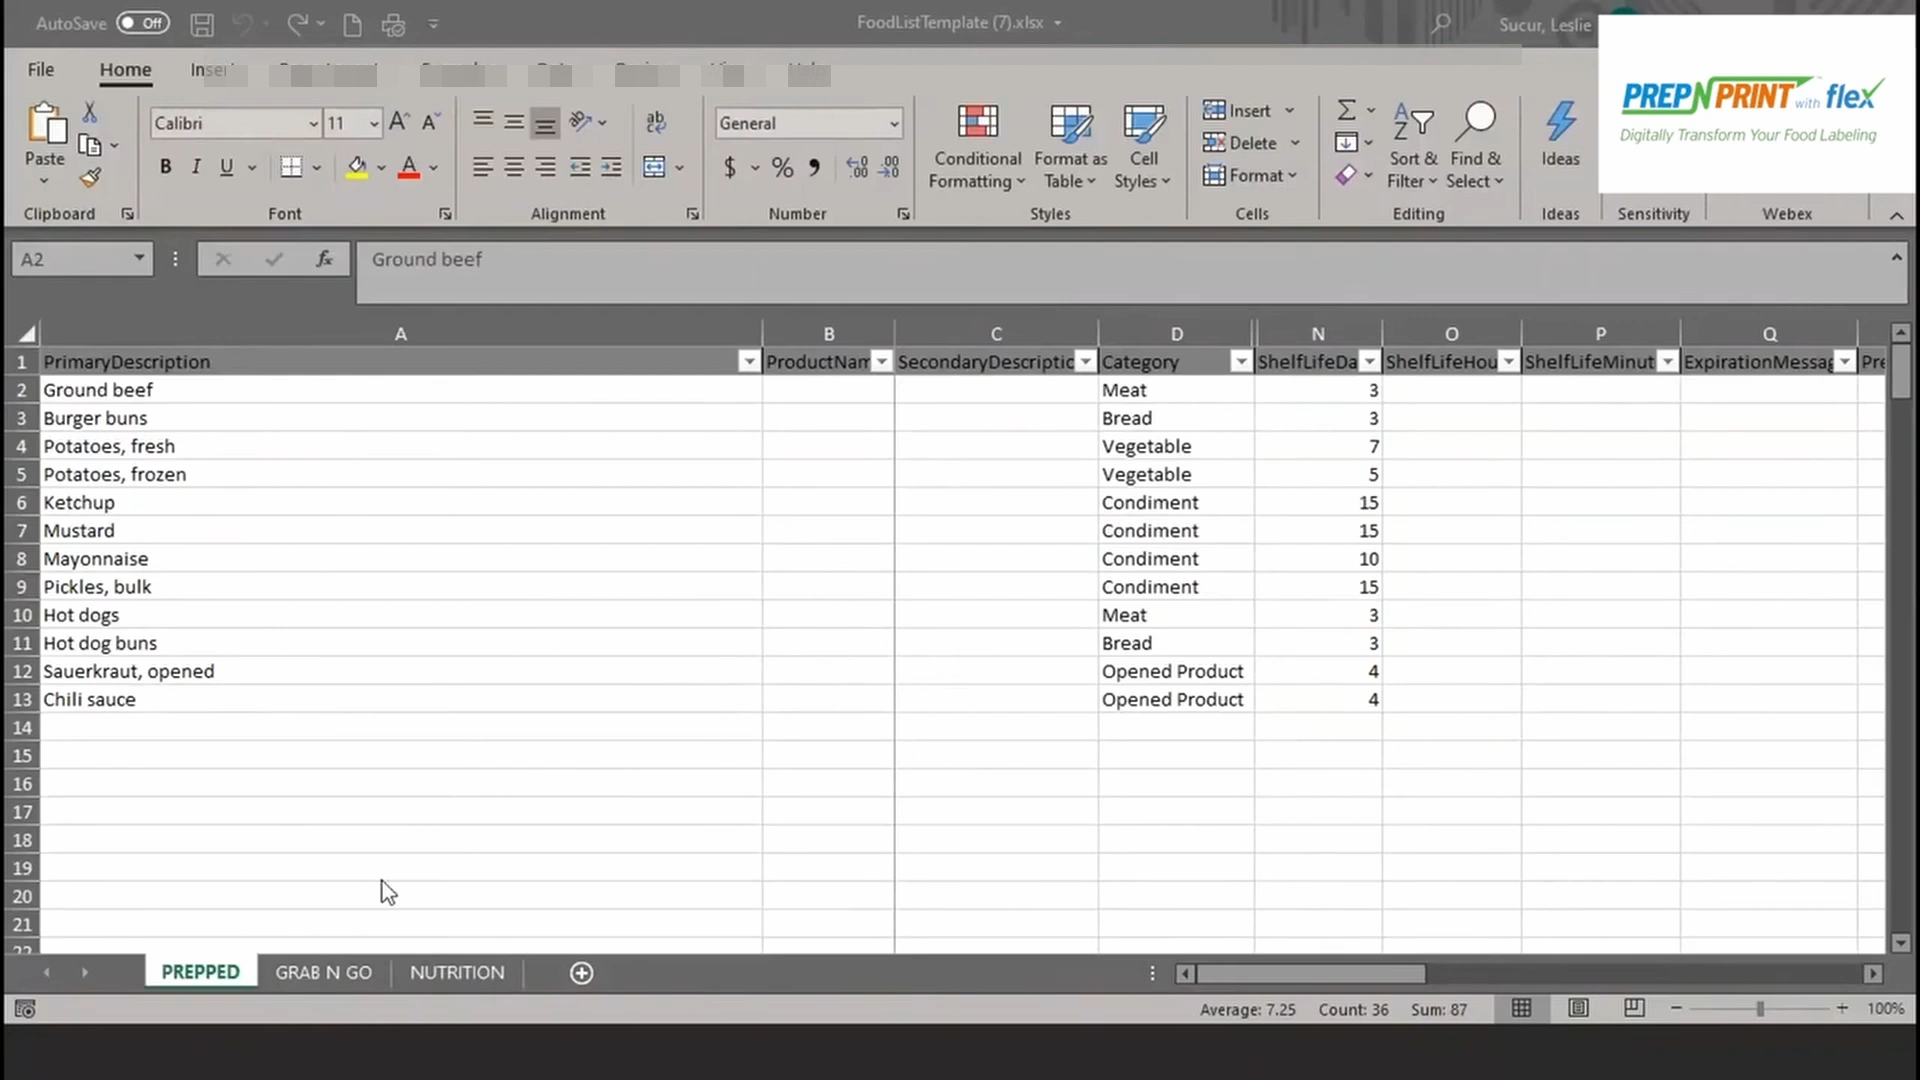 AutoSave Off FoodListTemplate (7).xlsx Sucur, Leslie
PREP N PRINT with flex
Digitally Transform Your Food Labeling
File Home
Calibri 11 General
Paste B I U $ % Conditional Formatting Format as Table Cell Styles Insert Delete Format Sort & Filter Find & Select Ideas
Clipboard Font Alignment Number Styles Cells Editing Ideas Sensitivity Webex
A2 fx Ground beef
A B C D N O P Q
1 PrimaryDescription ProductNam SecondaryDescriptic Category ShelfLifeDa ShelfLifeHou ShelfLifeMinut ExpirationMessag Pre
2 Ground beef Meat 3
3 Burger buns Bread 3
4 Potatoes, fresh Vegetable 7
5 Potatoes, frozen Vegetable 5
6 Ketchup Condiment 15
7 Mustard Condiment 15
8 Mayonnaise Condiment 10
9 Pickles, bulk Condiment 15
10 Hot dogs Meat 3
11 Hot dog buns Bread 3
12 Sauerkraut, opened Opened Product 4
13 Chili sauce Opened Product 4
14
15
16
17
18
19
20
21
22
PREPPED GRAB N GO NUTRITION
Average: 7.25 Count: 36 Sum: 87 100%